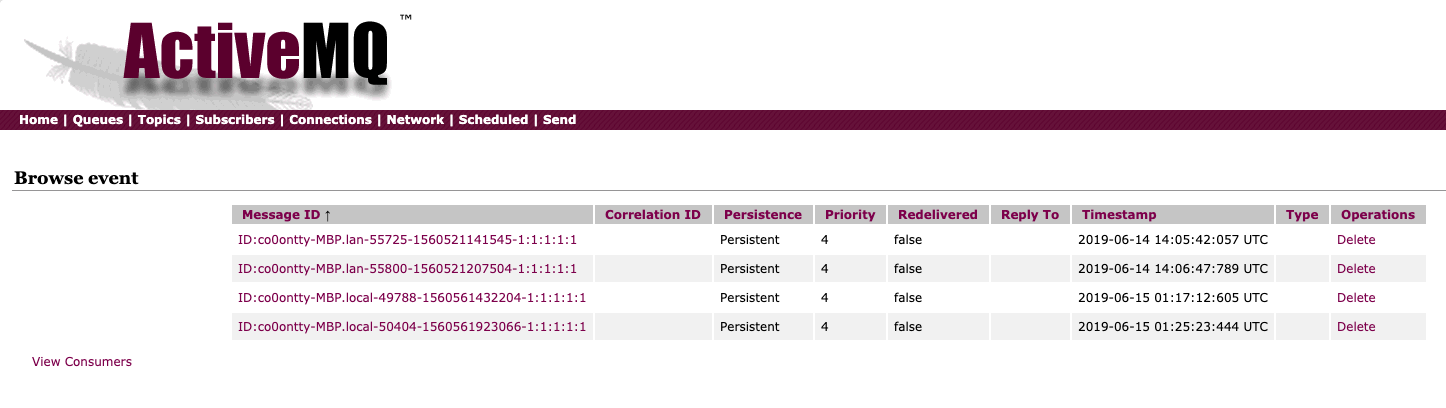 ActiveMQ ™
Home | Queues | Topics | Subscribers | Connections | Network | Scheduled | Send
Browse event
Message ID ↑ Correlation ID Persistence Priority Redelivered Reply To Timestamp Type Operations
ID:co0ontty-MBP.lan-55725-1560521141545-1:1:1:1:1 Persistent 4 false 2019-06-14 14:05:42:057 UTC Delete
ID:co0ontty-MBP.lan-55800-1560521207504-1:1:1:1:1 Persistent 4 false 2019-06-14 14:06:47:789 UTC Delete
ID:co0ontty-MBP.local-49788-1560561432204-1:1:1:1:1 Persistent 4 false 2019-06-15 01:17:12:605 UTC Delete
ID:co0ontty-MBP.local-50404-1560561923066-1:1:1:1:1 Persistent 4 false 2019-06-15 01:25:23:444 UTC Delete
View Consumers